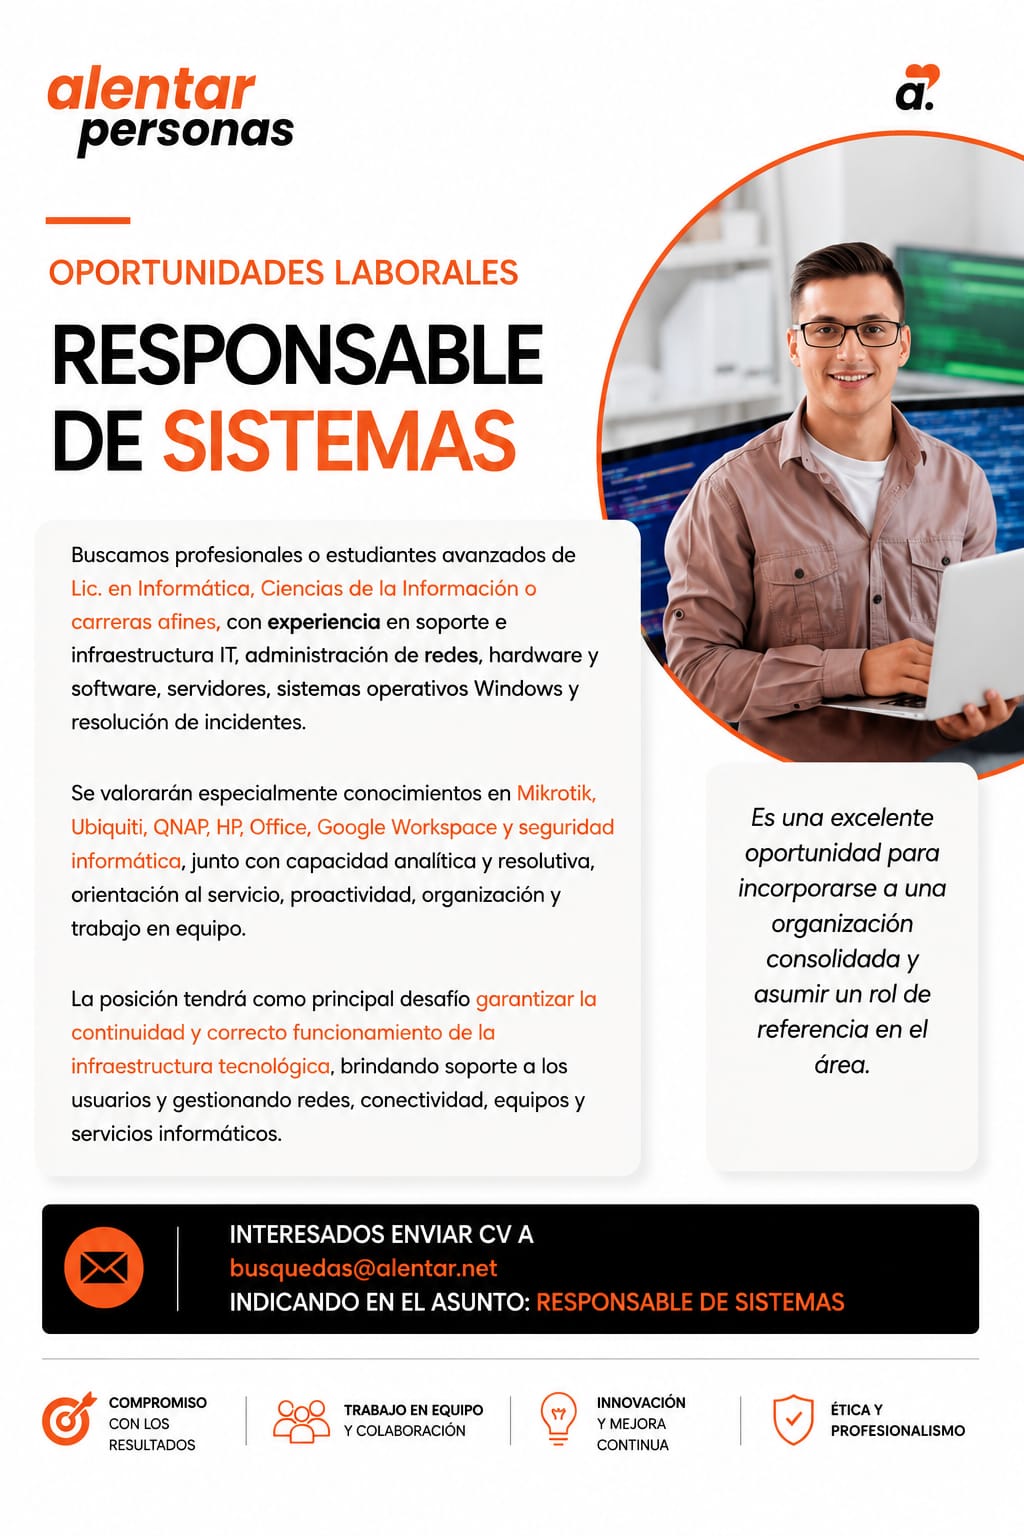 alentar
personas
a.
OPORTUNIDADES LABORALES
RESPONSABLE
DE SISTEMAS
Buscamos profesionales o estudiantes avanzados de
Lic. en Informática, Ciencias de la Información o
carreras afines, con experiencia en soporte e
infraestructura IT, administración de redes, hardware y
software, servidores, sistemas operativos Windows y
resolución de incidentes.
Se valorarán especialmente conocimientos en Mikrotik,
Ubiquiti, QNAP, HP, Office, Google Workspace y seguridad
informática, junto con capacidad analítica y resolutiva,
orientación al servicio, proactividad, organización y
trabajo en equipo.
La posición tendrá como principal desafío garantizar la
continuidad y correcto funcionamiento de la
infraestructura tecnológica, brindando soporte a los
usuarios y gestionando redes, conectividad, equipos y
servicios informáticos.
Es una excelente
oportunidad para
incorporarse a una
organización
consolidada y
asumir un rol de
referencia en el
área.
INTERESADOS ENVIAR CV A
busquedas@alentar.net
INDICANDO EN EL ASUNTO: RESPONSABLE DE SISTEMAS
COMPROMISO
CON LOS
RESULTADOS
TRABAJO EN EQUIPO
Y COLABORACIÓN
INNOVACIÓN
Y MEJORA
CONTINUA
ÉTICA Y
PROFESIONALISMO